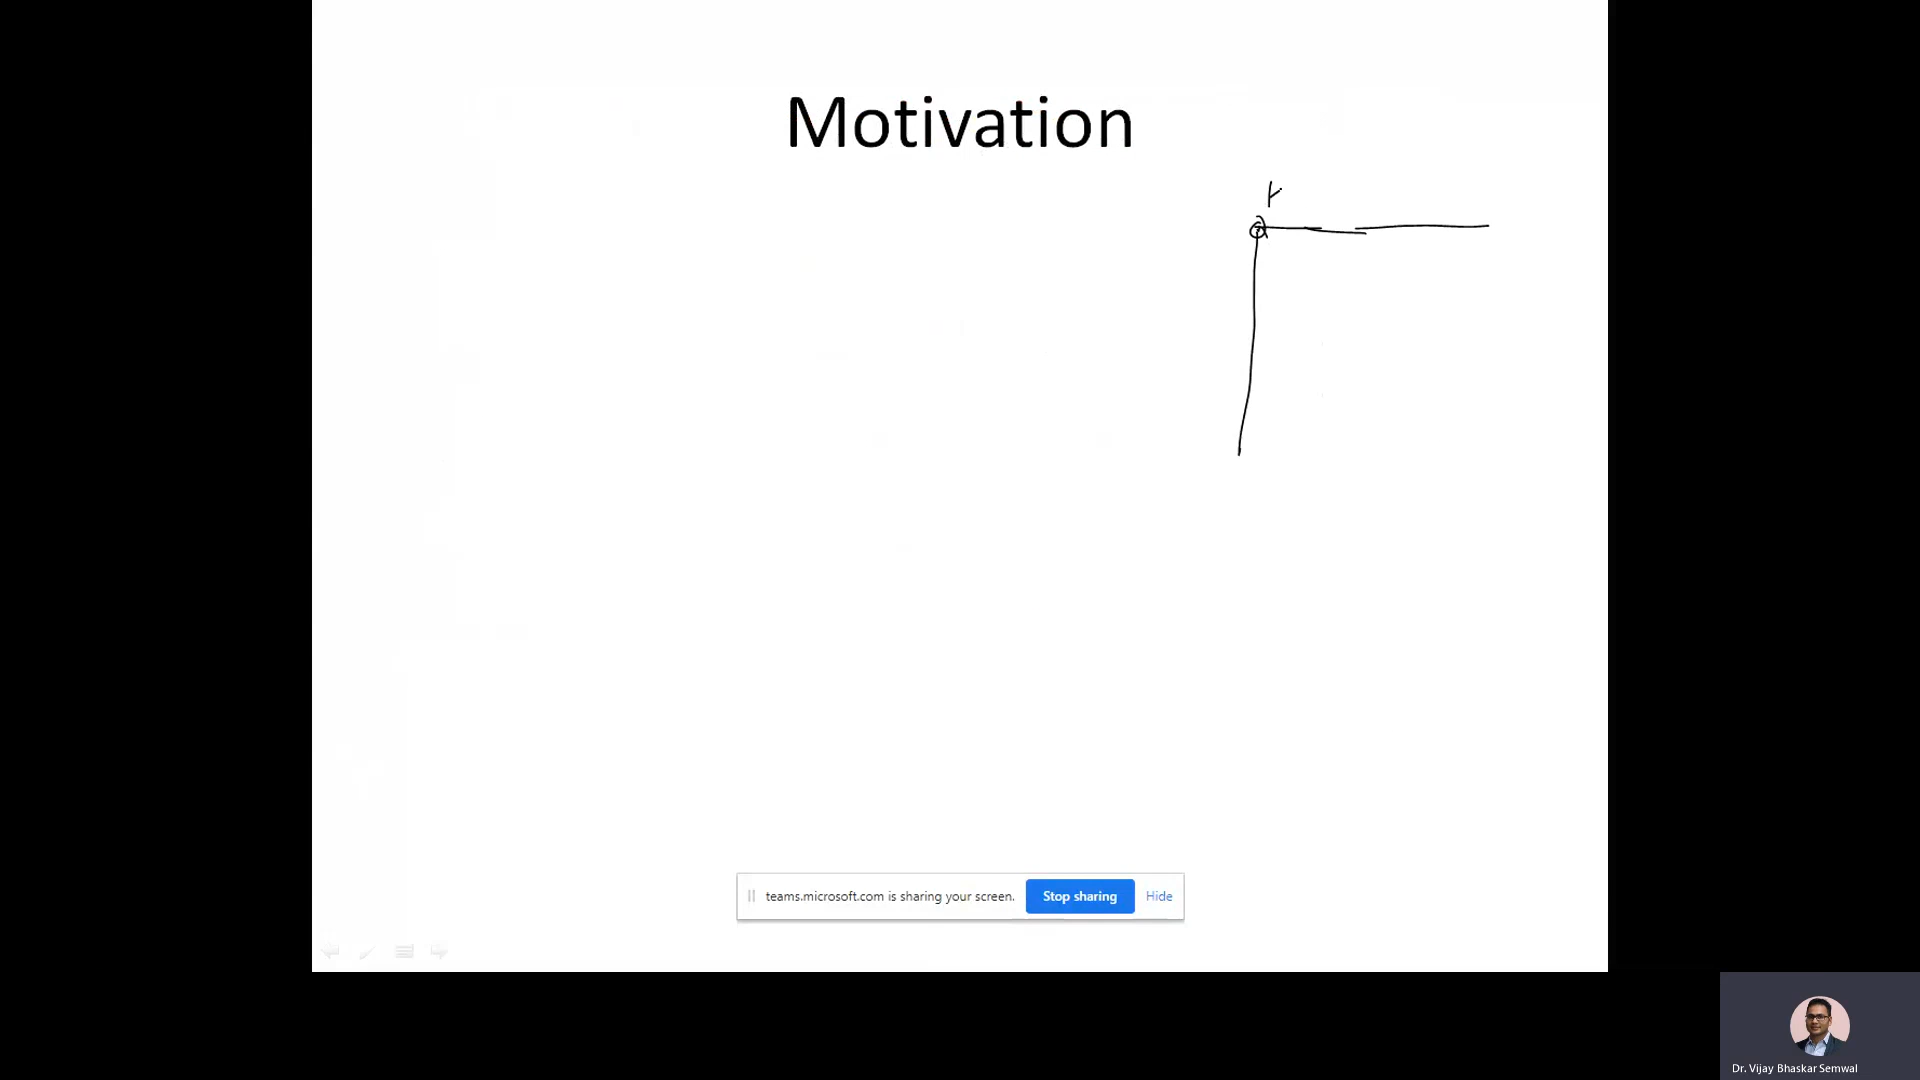 Motivation
teams.microsoft.com is sharing your screen. Stop sharing Hide
Dr. Vijay Bhaskar Semwal